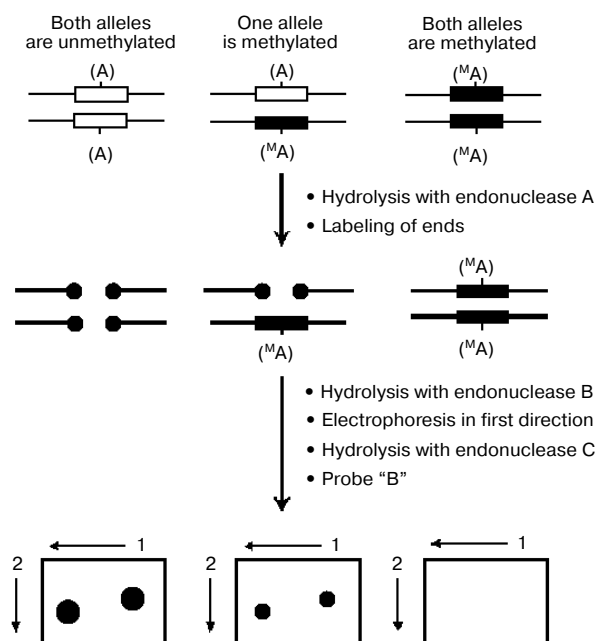 Both alleles
are unmethylated
One allele
is methylated
Both alleles
are methylated
(A)
(A)
(ᴹA)
(A)
(ᴹA)
(ᴹA)
• Hydrolysis with endonuclease A
• Labeling of ends
(ᴹA)
(ᴹA)
(ᴹA)
• Hydrolysis with endonuclease B
• Electrophoresis in first direction
• Hydrolysis with endonuclease C
• Probe “B”
1
2
1
2
1
2